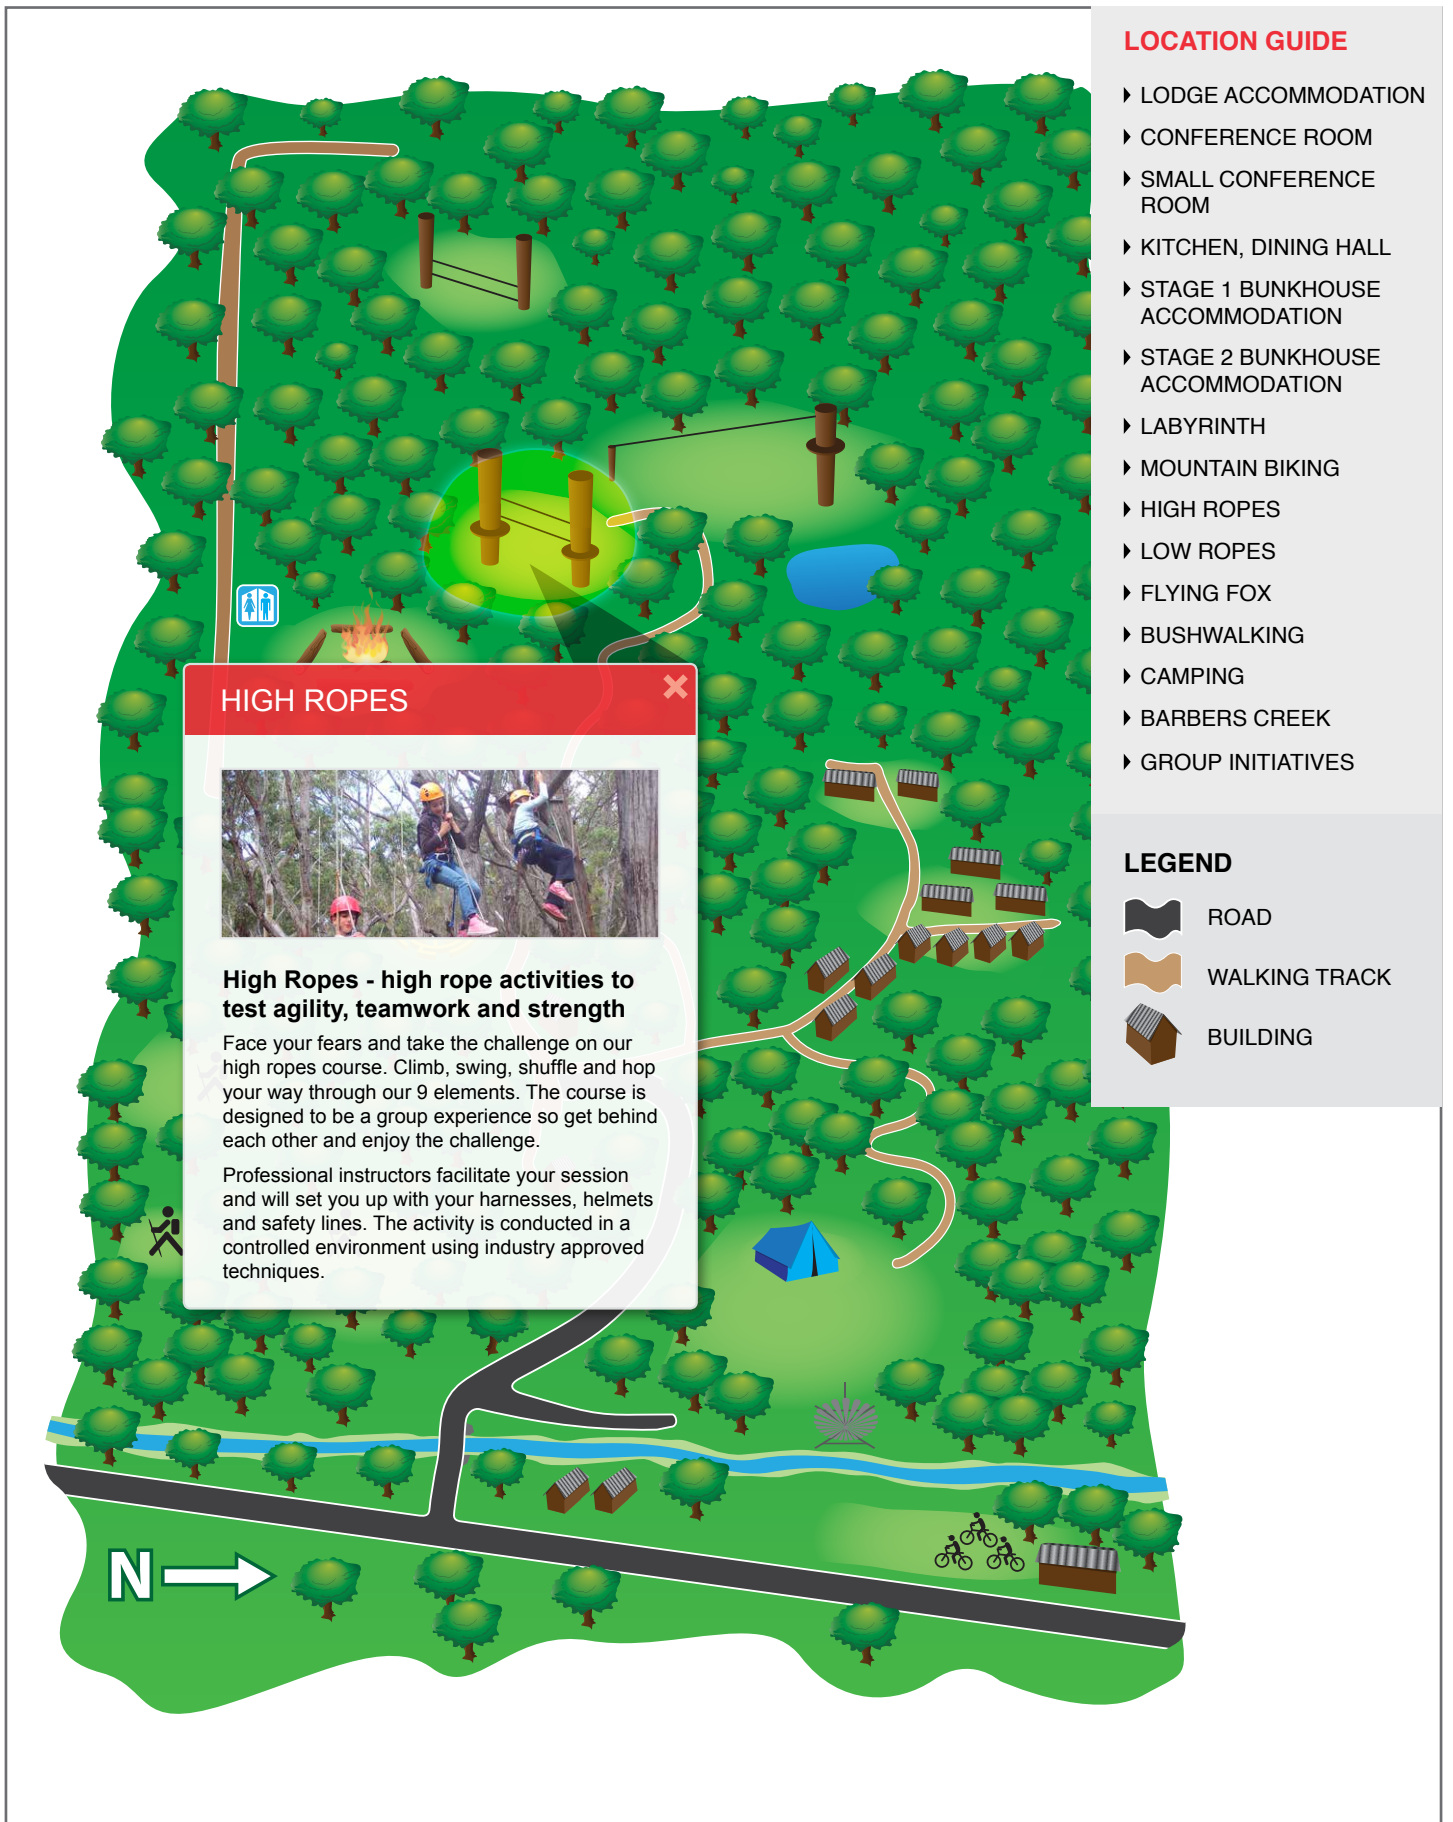 LOCATION GUIDE
LODGE ACCOMMODATION
CONFERENCE ROOM
SMALL CONFERENCE
ROOM
KITCHEN, DINING HALL
STAGE 1 BUNKHOUSE
ACCOMMODATION
STAGE 2 BUNKHOUSE
ACCOMMODATION
LABYRINTH
MOUNTAIN BIKING
HIGH ROPES
LOW ROPES
FLYING FOX
BUSHWALKING
CAMPING
BARBERS CREEK
GROUP INITIATIVES
LEGEND
ROAD
WALKING TRACK
BUILDING
HIGH ROPES
High Ropes - high rope activities to
test agility, teamwork and strength
Face your fears and take the challenge on our
high ropes course. Climb, swing, shuffle and hop
your way through our 9 elements. The course is
designed to be a group experience so get behind
each other and enjoy the challenge.
Professional instructors facilitate your session
and will set you up with your harnesses, helmets
and safety lines. The activity is conducted in a
controlled environment using industry approved
techniques.
N